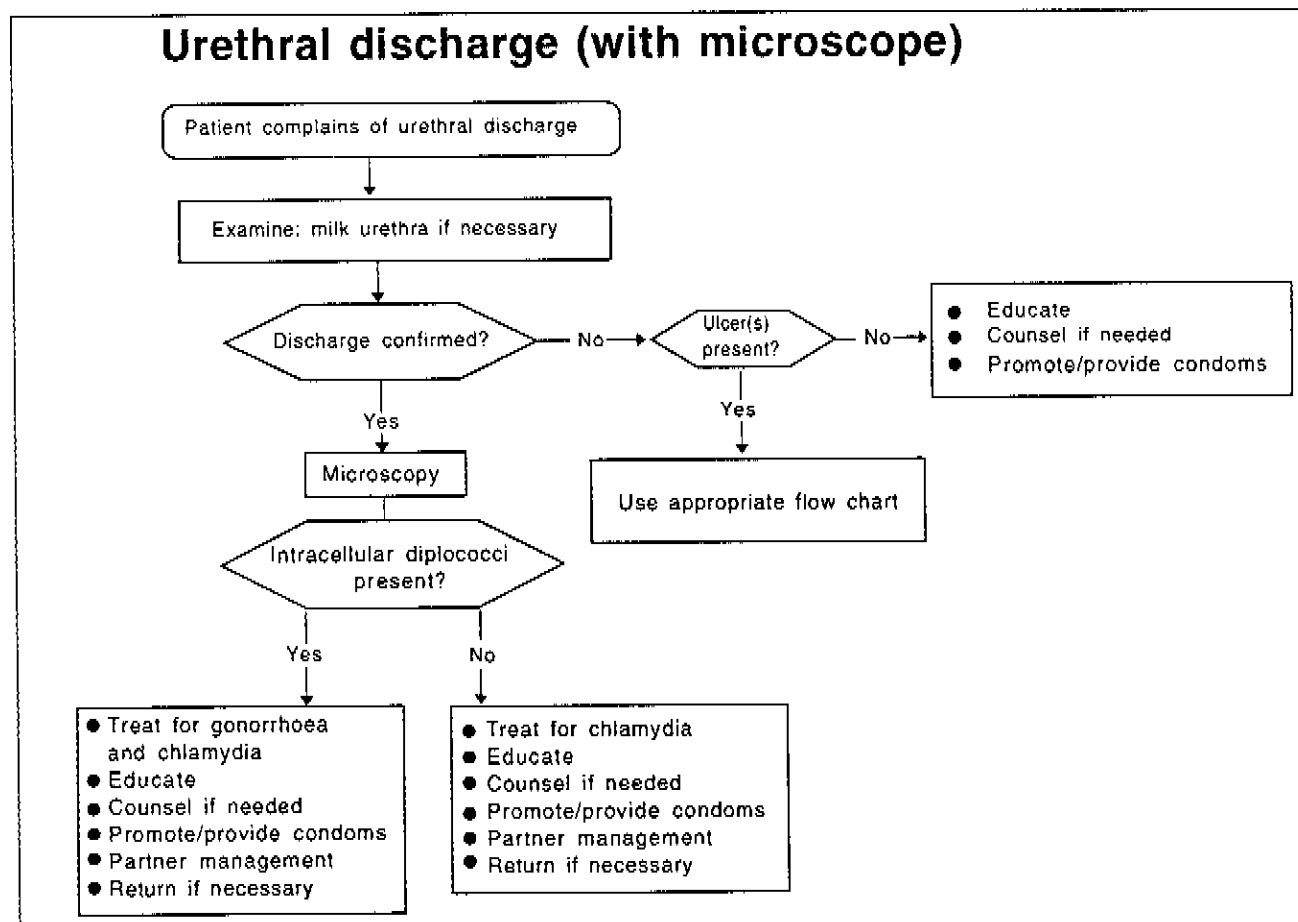 Urethral discharge (with microscope)
Patient complains of urethral discharge
Examine: milk urethra if necessary
Discharge confirmed?
No
Ulcer(s)
present?
No
● Educate
● Counsel if needed
● Promote/provide condoms
Yes
Yes
Microscopy
Use appropriate flow chart
Intracellular diplococci
present?
Yes
No
● Treat for gonorrhoea
and chlamydia
● Educate
● Counsel if needed
● Promote/provide condoms
● Partner management
● Return if necessary
● Treat for chlamydia
● Educate
● Counsel if needed
● Promote/provide condoms
● Partner management
● Return if necessary